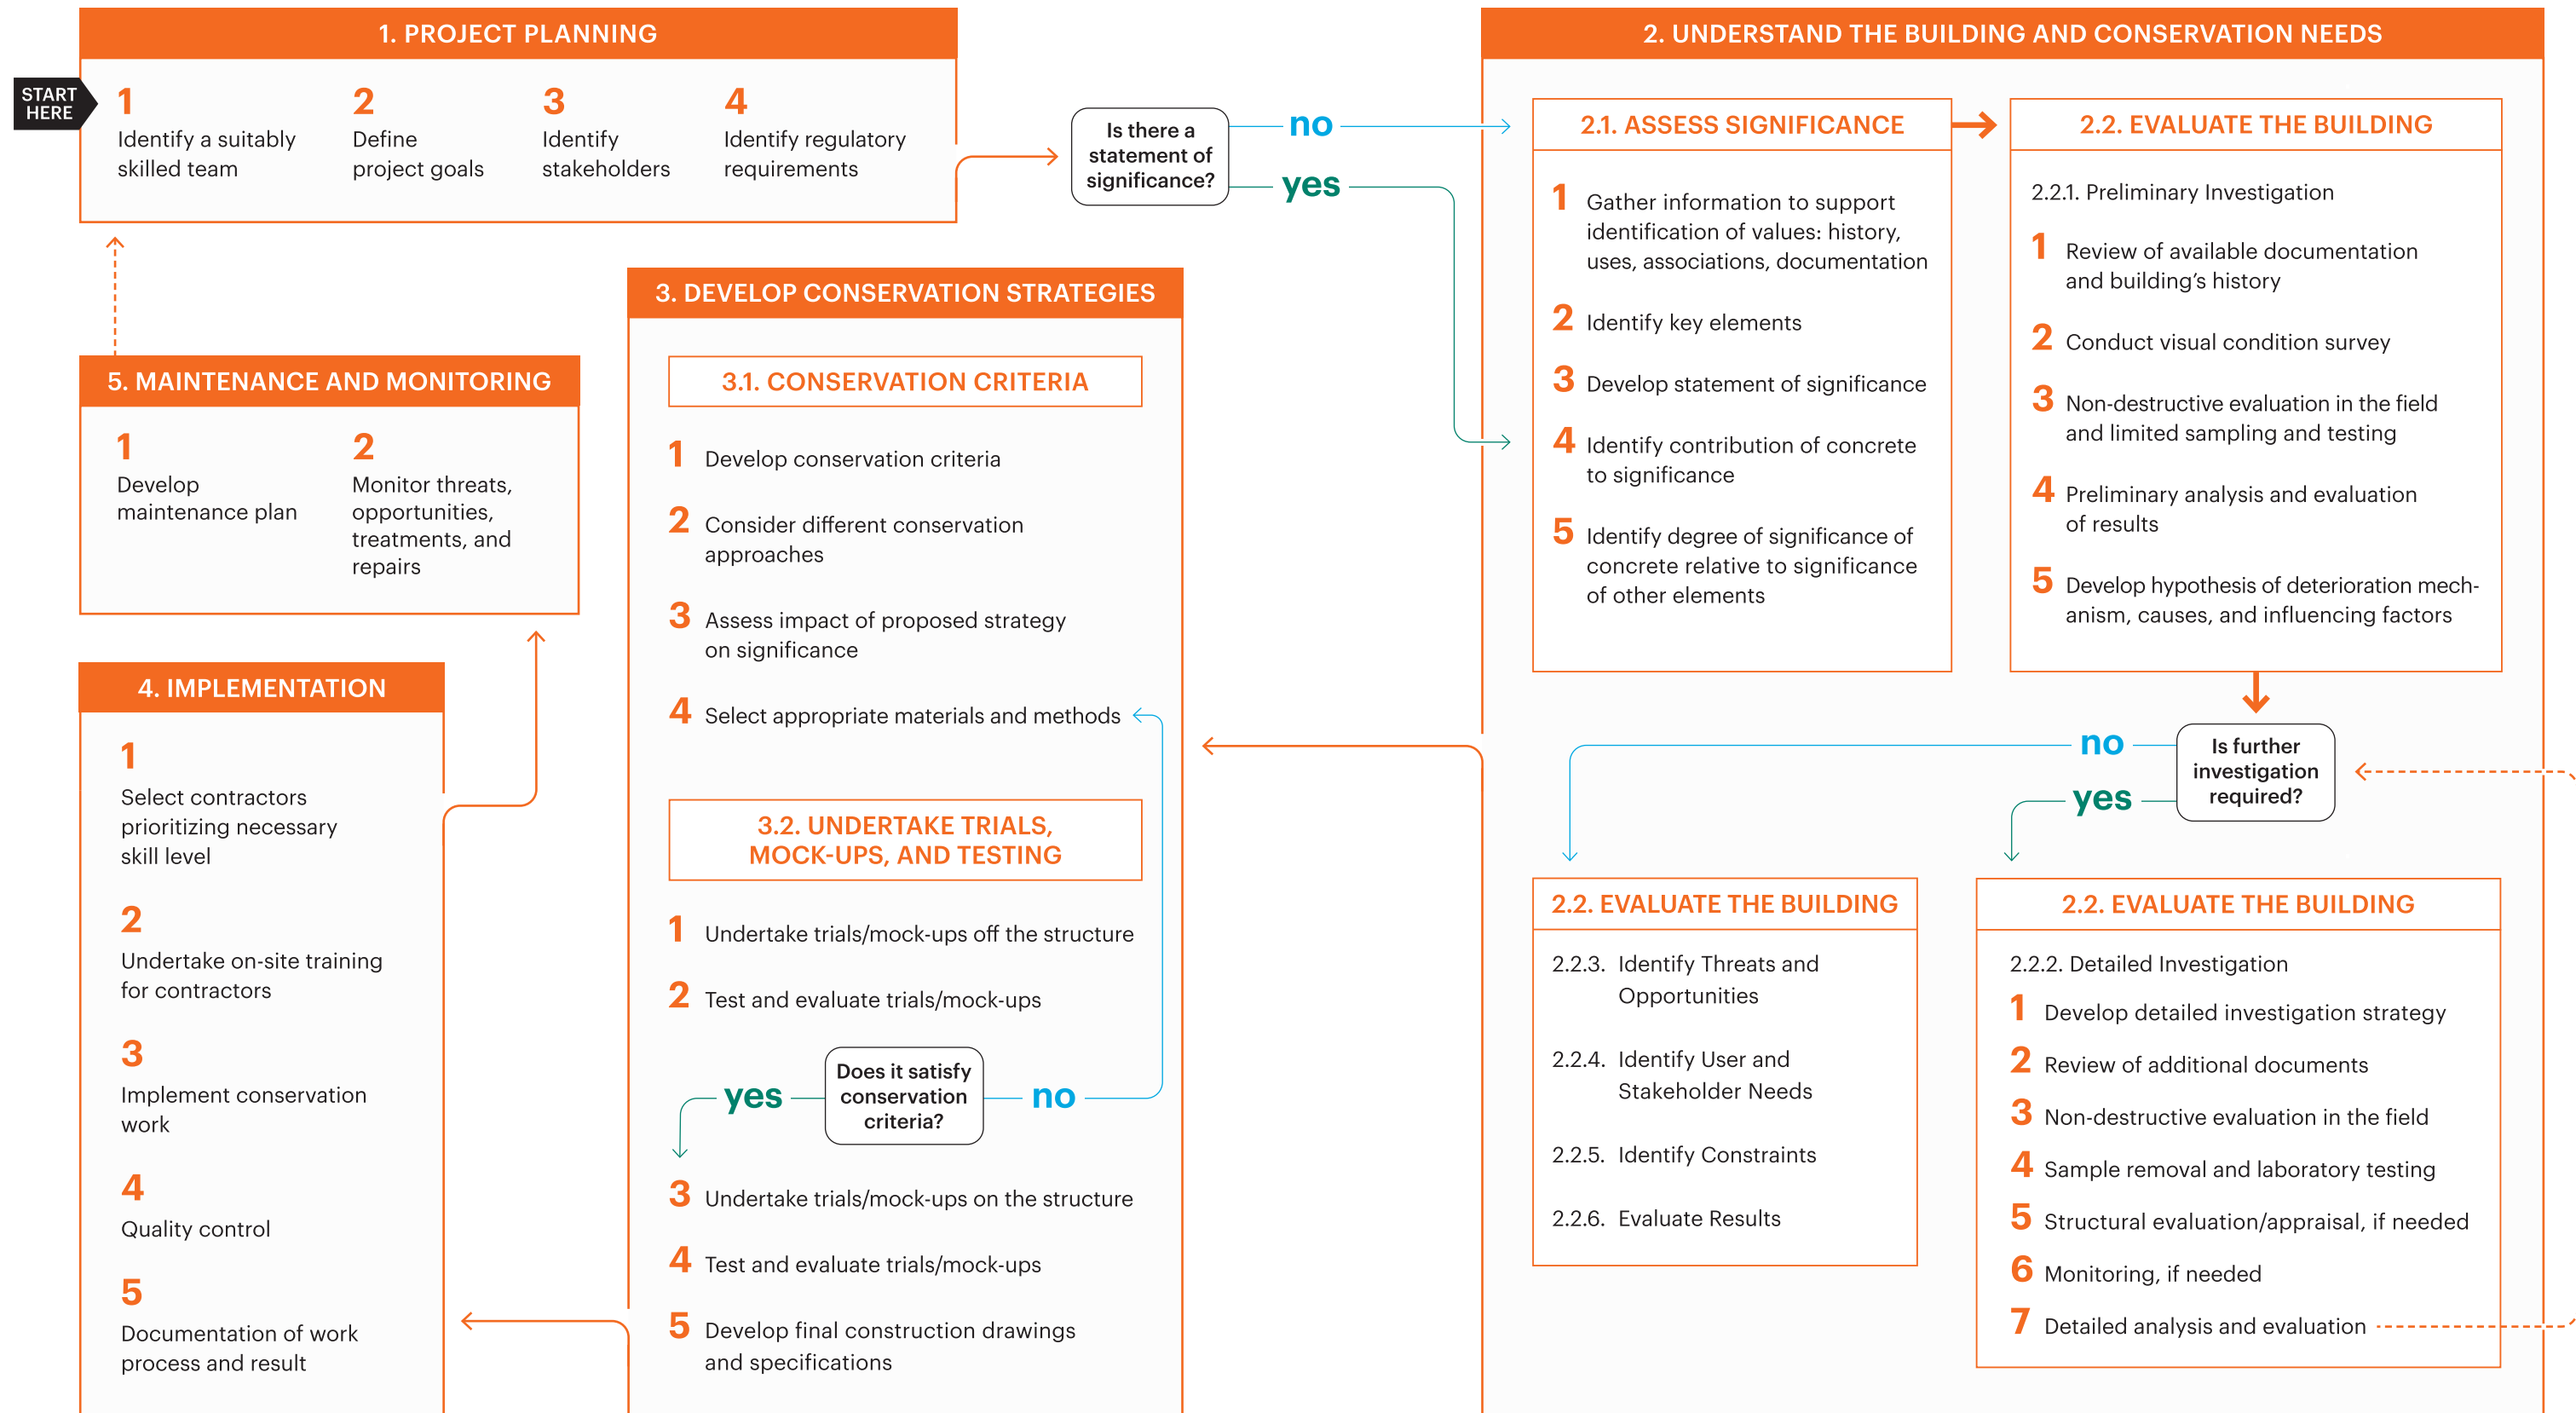 START
HERE
1. PROJECT PLANNING
1
Identify a suitably
skilled team
2
Define
project goals
3
Identify
stakeholders
4
Identify regulatory
requirements
Is there a
statement of
significance?
no
yes
2. UNDERSTAND THE BUILDING AND CONSERVATION NEEDS
2.1. ASSESS SIGNIFICANCE
1 Gather information to support
identification of values: history,
uses, associations, documentation
2 Identify key elements
3 Develop statement of significance
4 Identify contribution of concrete
to significance
5 Identify degree of significance of
concrete relative to significance
of other elements
2.2. EVALUATE THE BUILDING
2.2.1. Preliminary Investigation
1 Review of available documentation
and building’s history
2 Conduct visual condition survey
3 Non-destructive evaluation in the field
and limited sampling and testing
4 Preliminary analysis and evaluation
of results
5 Develop hypothesis of deterioration mech-
anism, causes, and influencing factors
Is further
investigation
required?
no
yes
2.2. EVALUATE THE BUILDING
2.2.3. Identify Threats and
Opportunities
2.2.4. Identify User and
Stakeholder Needs
2.2.5. Identify Constraints
2.2.6. Evaluate Results
2.2. EVALUATE THE BUILDING
2.2.2. Detailed Investigation
1 Develop detailed investigation strategy
2 Review of additional documents
3 Non-destructive evaluation in the field
4 Sample removal and laboratory testing
5 Structural evaluation/appraisal, if needed
6 Monitoring, if needed
7 Detailed analysis and evaluation
3. DEVELOP CONSERVATION STRATEGIES
3.1. CONSERVATION CRITERIA
1 Develop conservation criteria
2 Consider different conservation
approaches
3 Assess impact of proposed strategy
on significance
4 Select appropriate materials and methods
3.2. UNDERTAKE TRIALS,
MOCK-UPS, AND TESTING
1 Undertake trials/mock-ups off the structure
2 Test and evaluate trials/mock-ups
Does it satisfy
conservation
criteria?
yes
no
3 Undertake trials/mock-ups on the structure
4 Test and evaluate trials/mock-ups
5 Develop final construction drawings
and specifications
4. IMPLEMENTATION
1
Select contractors
prioritizing necessary
skill level
2
Undertake on-site training
for contractors
3
Implement conservation
work
4
Quality control
5
Documentation of work
process and result
5. MAINTENANCE AND MONITORING
1
Develop
maintenance plan
2
Monitor threats,
opportunities,
treatments, and
repairs